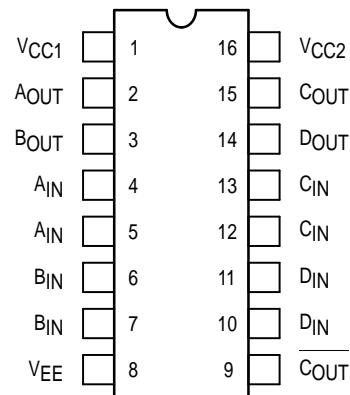 VCC1 1 16 VCC2
AOUT 2 15 COUT
BOUT 3 14 DOUT
AIN 4 13 CIN
AIN 5 12 CIN
BIN 6 11 DIN
BIN 7 10 DIN
VEE 8 9 C̅O̅U̅T̅